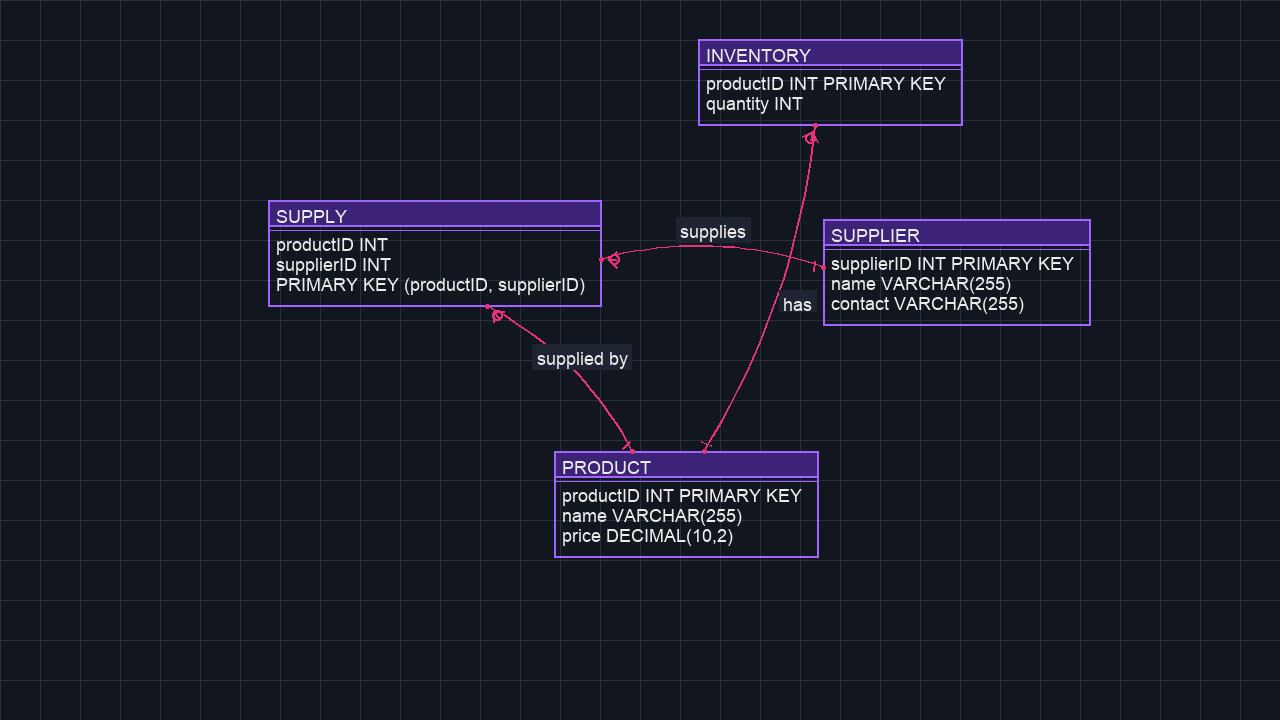 INVENTORY
productID INT PRIMARY KEY
quantity INT
SUPPLY
productID INT
supplierID INT
PRIMARY KEY (productID, supplierID)
supplies
SUPPLIER
supplierID INT PRIMARY KEY
name VARCHAR(255)
contact VARCHAR(255)
has
supplied by
PRODUCT
productID INT PRIMARY KEY
name VARCHAR(255)
price DECIMAL(10,2)